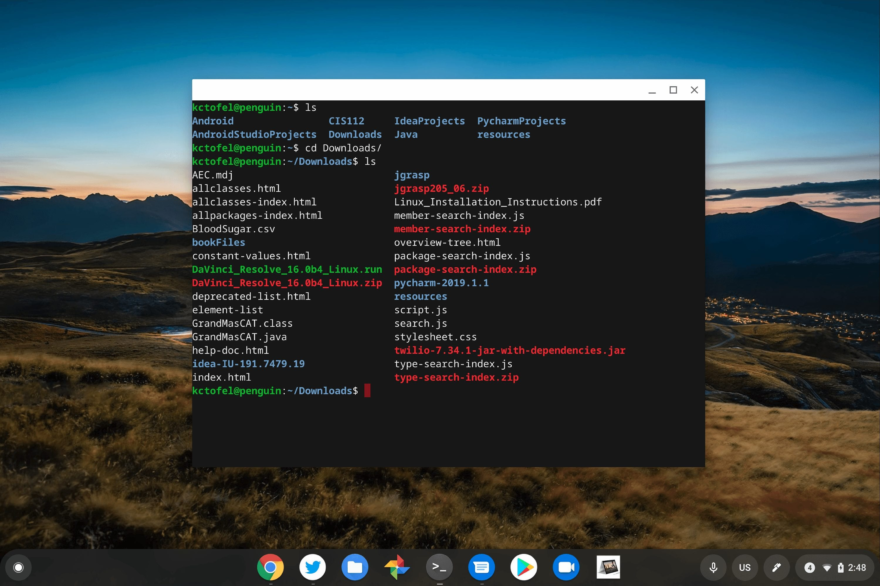 kctofel@penguin:~$ ls
Android CIS112 IdeaProjects PycharmProjects
AndroidStudioProjects Downloads Java resources
kctofel@penguin:~$ cd Downloads/
kctofel@penguin:~/Downloads$ ls
AEC.mdj jgrasp
allclasses.html jgrasp205_06.zip
allclasses-index.html Linux_Installation_Instructions.pdf
allpackages-index.html member-search-index.js
BloodSugar.csv member-search-index.zip
bookFiles overview-tree.html
constant-values.html package-search-index.js
DaVinci_Resolve_16.0b4_Linux.run package-search-index.zip
DaVinci_Resolve_16.0b4_Linux.zip pycharm-2019.1.1
deprecated-list.html resources
element-list script.js
GrandMasCAT.class search.js
GrandMasCAT.java stylesheet.css
help-doc.html twilio-7.34.1-jar-with-dependencies.jar
idea-IU-191.7479.19 type-search-index.js
index.html type-search-index.zip
kctofel@penguin:~/Downloads$
>_ US 4 2:48